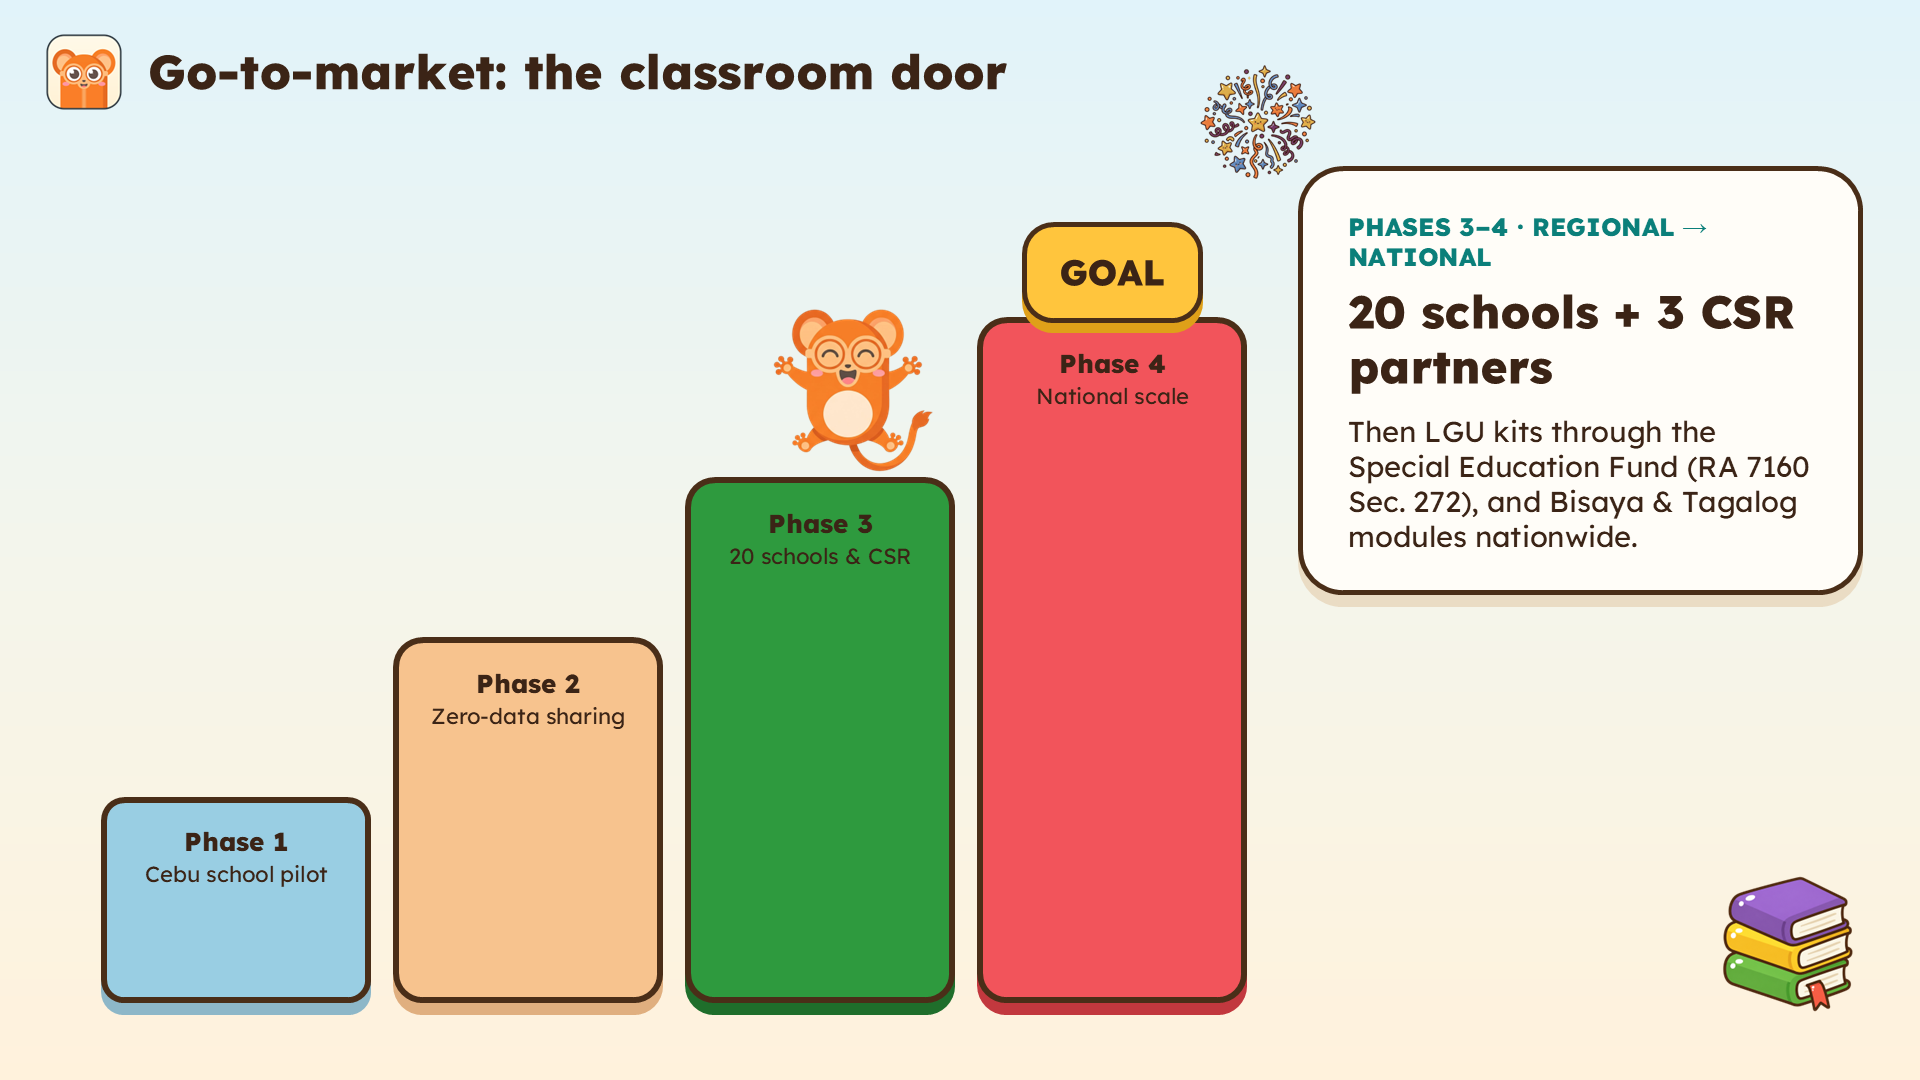 Go-to-market: the classroom door
GOAL
Phase 4
National scale
Phase 3
20 schools & CSR
Phase 2
Zero-data sharing
Phase 1
Cebu school pilot
PHASES 3–4 · REGIONAL →
NATIONAL
20 schools + 3 CSR
partners
Then LGU kits through the
Special Education Fund (RA 7160
Sec. 272), and Bisaya & Tagalog
modules nationwide.